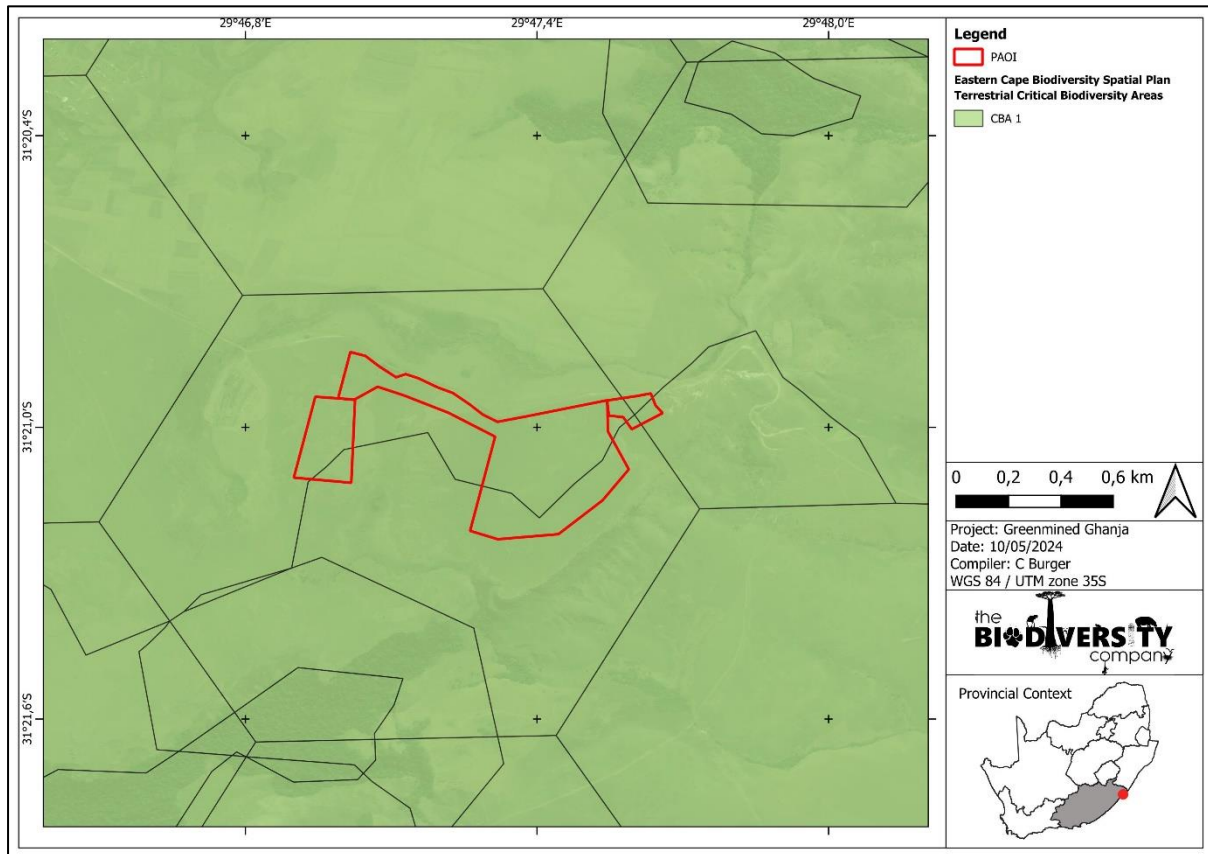 29°46,8′E
29°47,4′E
29°48,0′E
31°20,4′S
31°21,0′S
31°21,6′S
Legend
PAOI
Eastern Cape Biodiversity Spatial Plan
Terrestrial Critical Biodiversity Areas
CBA 1
0 0,2 0,4 0,6 km
Project: Greenmined Ghanja
Date: 10/05/2024
Compiler: C Burger
WGS 84 / UTM zone 35S
the
BIODIVERSITY
company
Provincial Context